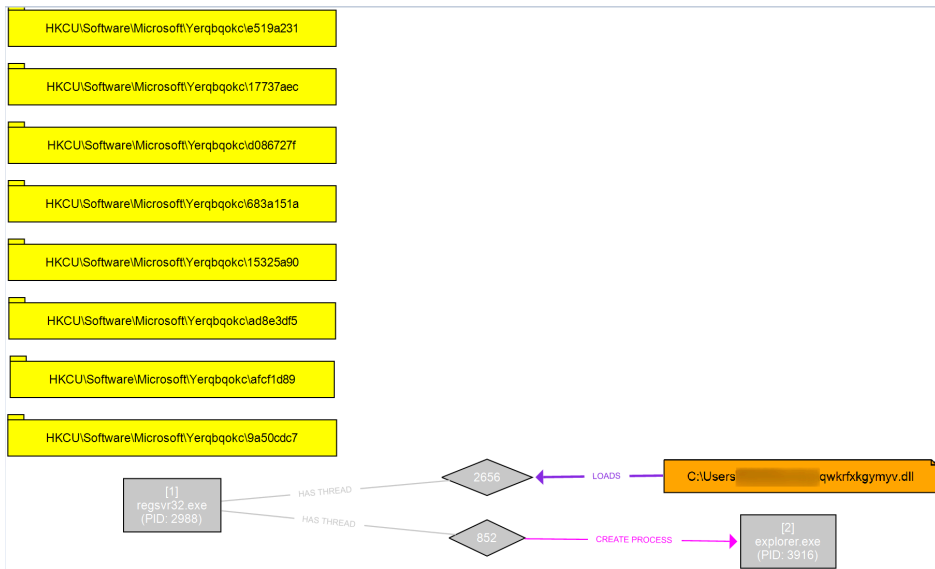 HKCU\Software\Microsoft\Yerqbqokc\e519a231
HKCU\Software\Microsoft\Yerqbqokc\17737aec
HKCU\Software\Microsoft\Yerqbqokc\d086727f
HKCU\Software\Microsoft\Yerqbqokc\683a151a
HKCU\Software\Microsoft\Yerqbqokc\15325a90
HKCU\Software\Microsoft\Yerqbqokc\ad8e3df5
HKCU\Software\Microsoft\Yerqbqokc\afcf1d89
HKCU\Software\Microsoft\Yerqbqokc\9a50cdc7
[1]
regsvr32.exe
(PID: 2988)
HAS THREAD
HAS THREAD
2656
LOADS
C:\Users qwkrfxkgymyv.dll
852
CREATE PROCESS
[2]
explorer.exe
(PID: 3916)